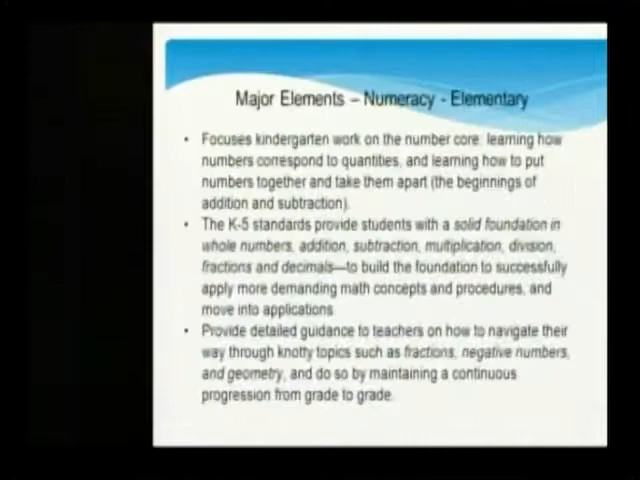 Major Elements – Numeracy - Elementary
• Focuses kindergarten work on the number core: learning how
numbers correspond to quantities, and learning how to put
numbers together and take them apart (the beginnings of
addition and subtraction).
• The K-5 standards provide students with a solid foundation in
whole numbers, addition, subtraction, multiplication, division,
fractions and decimals—to build the foundation to successfully
apply more demanding math concepts and procedures, and
move into applications
• Provide detailed guidance to teachers on how to navigate their
way through knotty topics such as fractions, negative numbers,
and geometry, and do so by maintaining a continuous
progression from grade to grade.